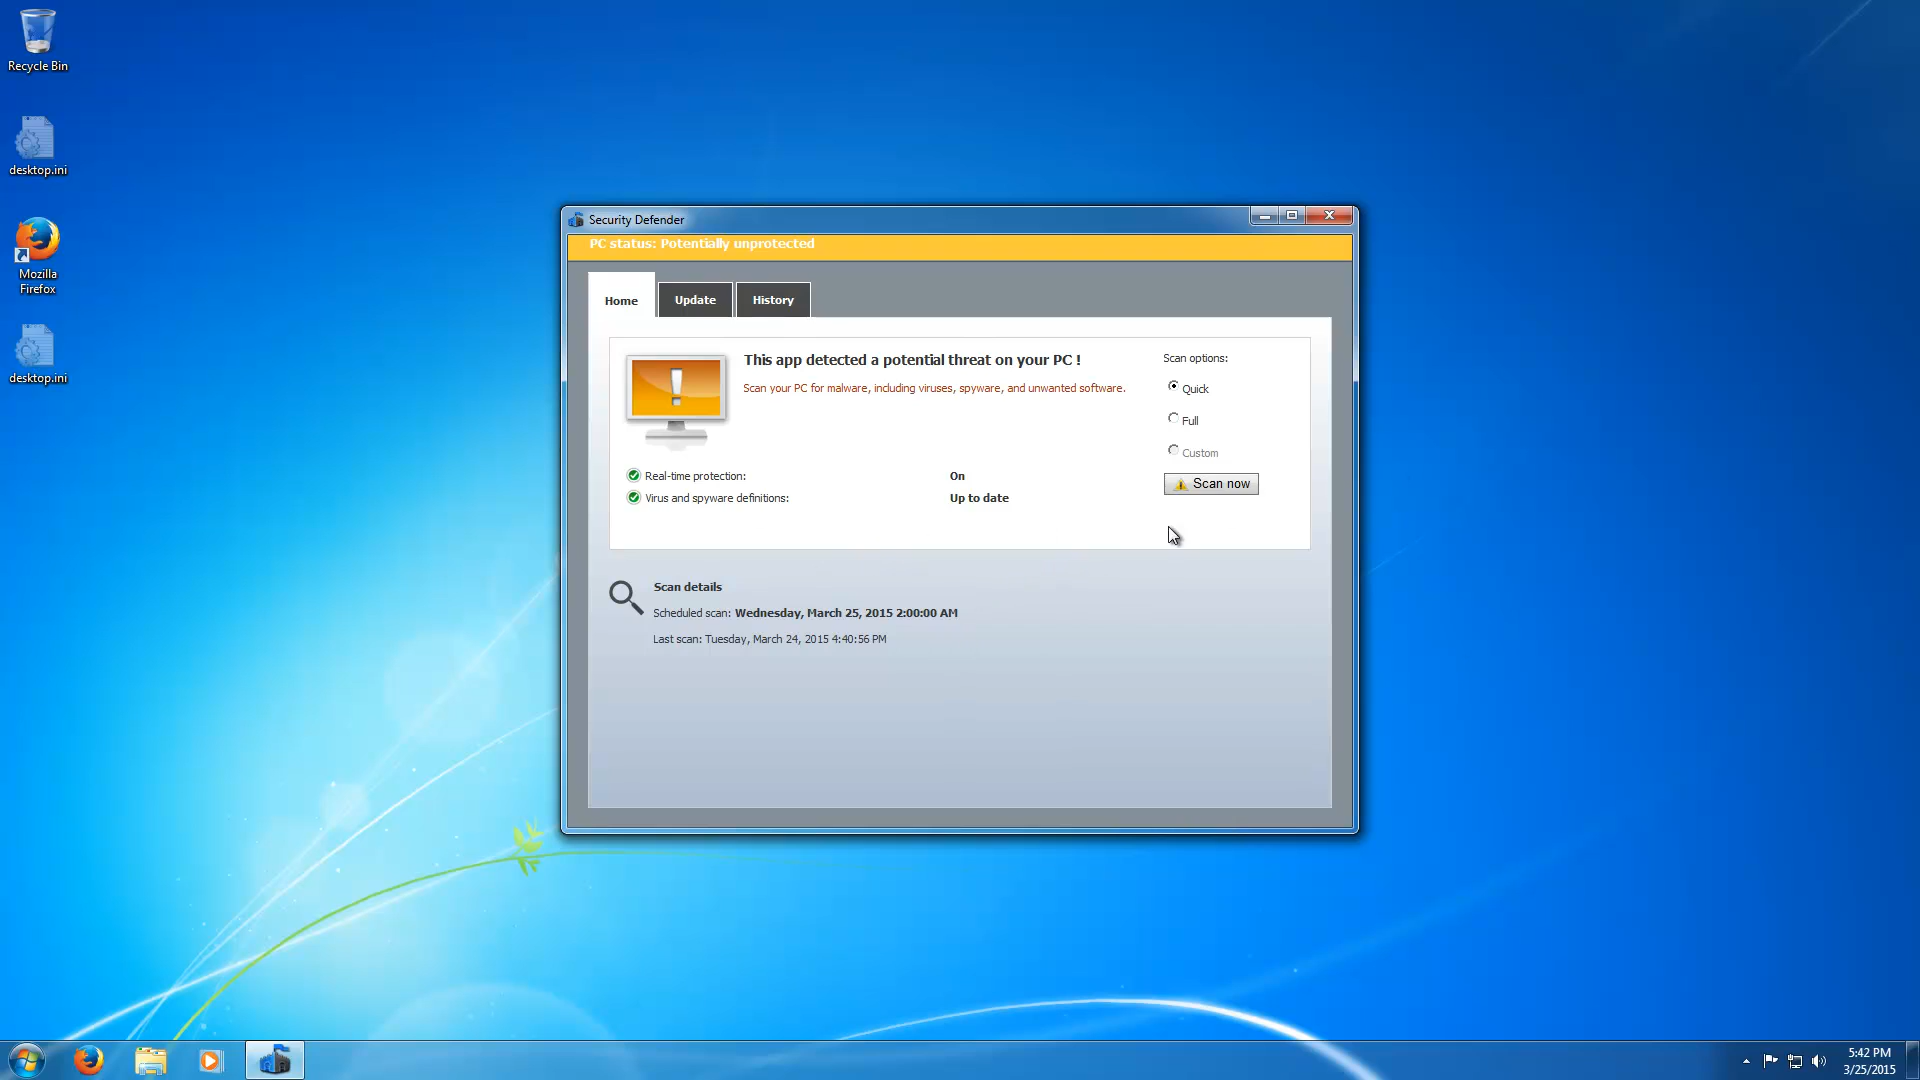 Recycle Bin
desktop.ini
Mozilla
Firefox
desktop.ini
Security Defender
PC status: Potentially unprotected
Home
Update
History
This app detected a potential threat on your PC !
Scan your PC for malware, including viruses, spyware, and unwanted software.
Scan options:
Quick
Full
Custom
Scan now
Real-time protection: On
Virus and spyware definitions: Up to date
Scan details
Scheduled scan: Wednesday, March 25, 2015 2:00:00 AM
Last scan: Tuesday, March 24, 2015 4:40:56 PM
5:42 PM
3/25/2015